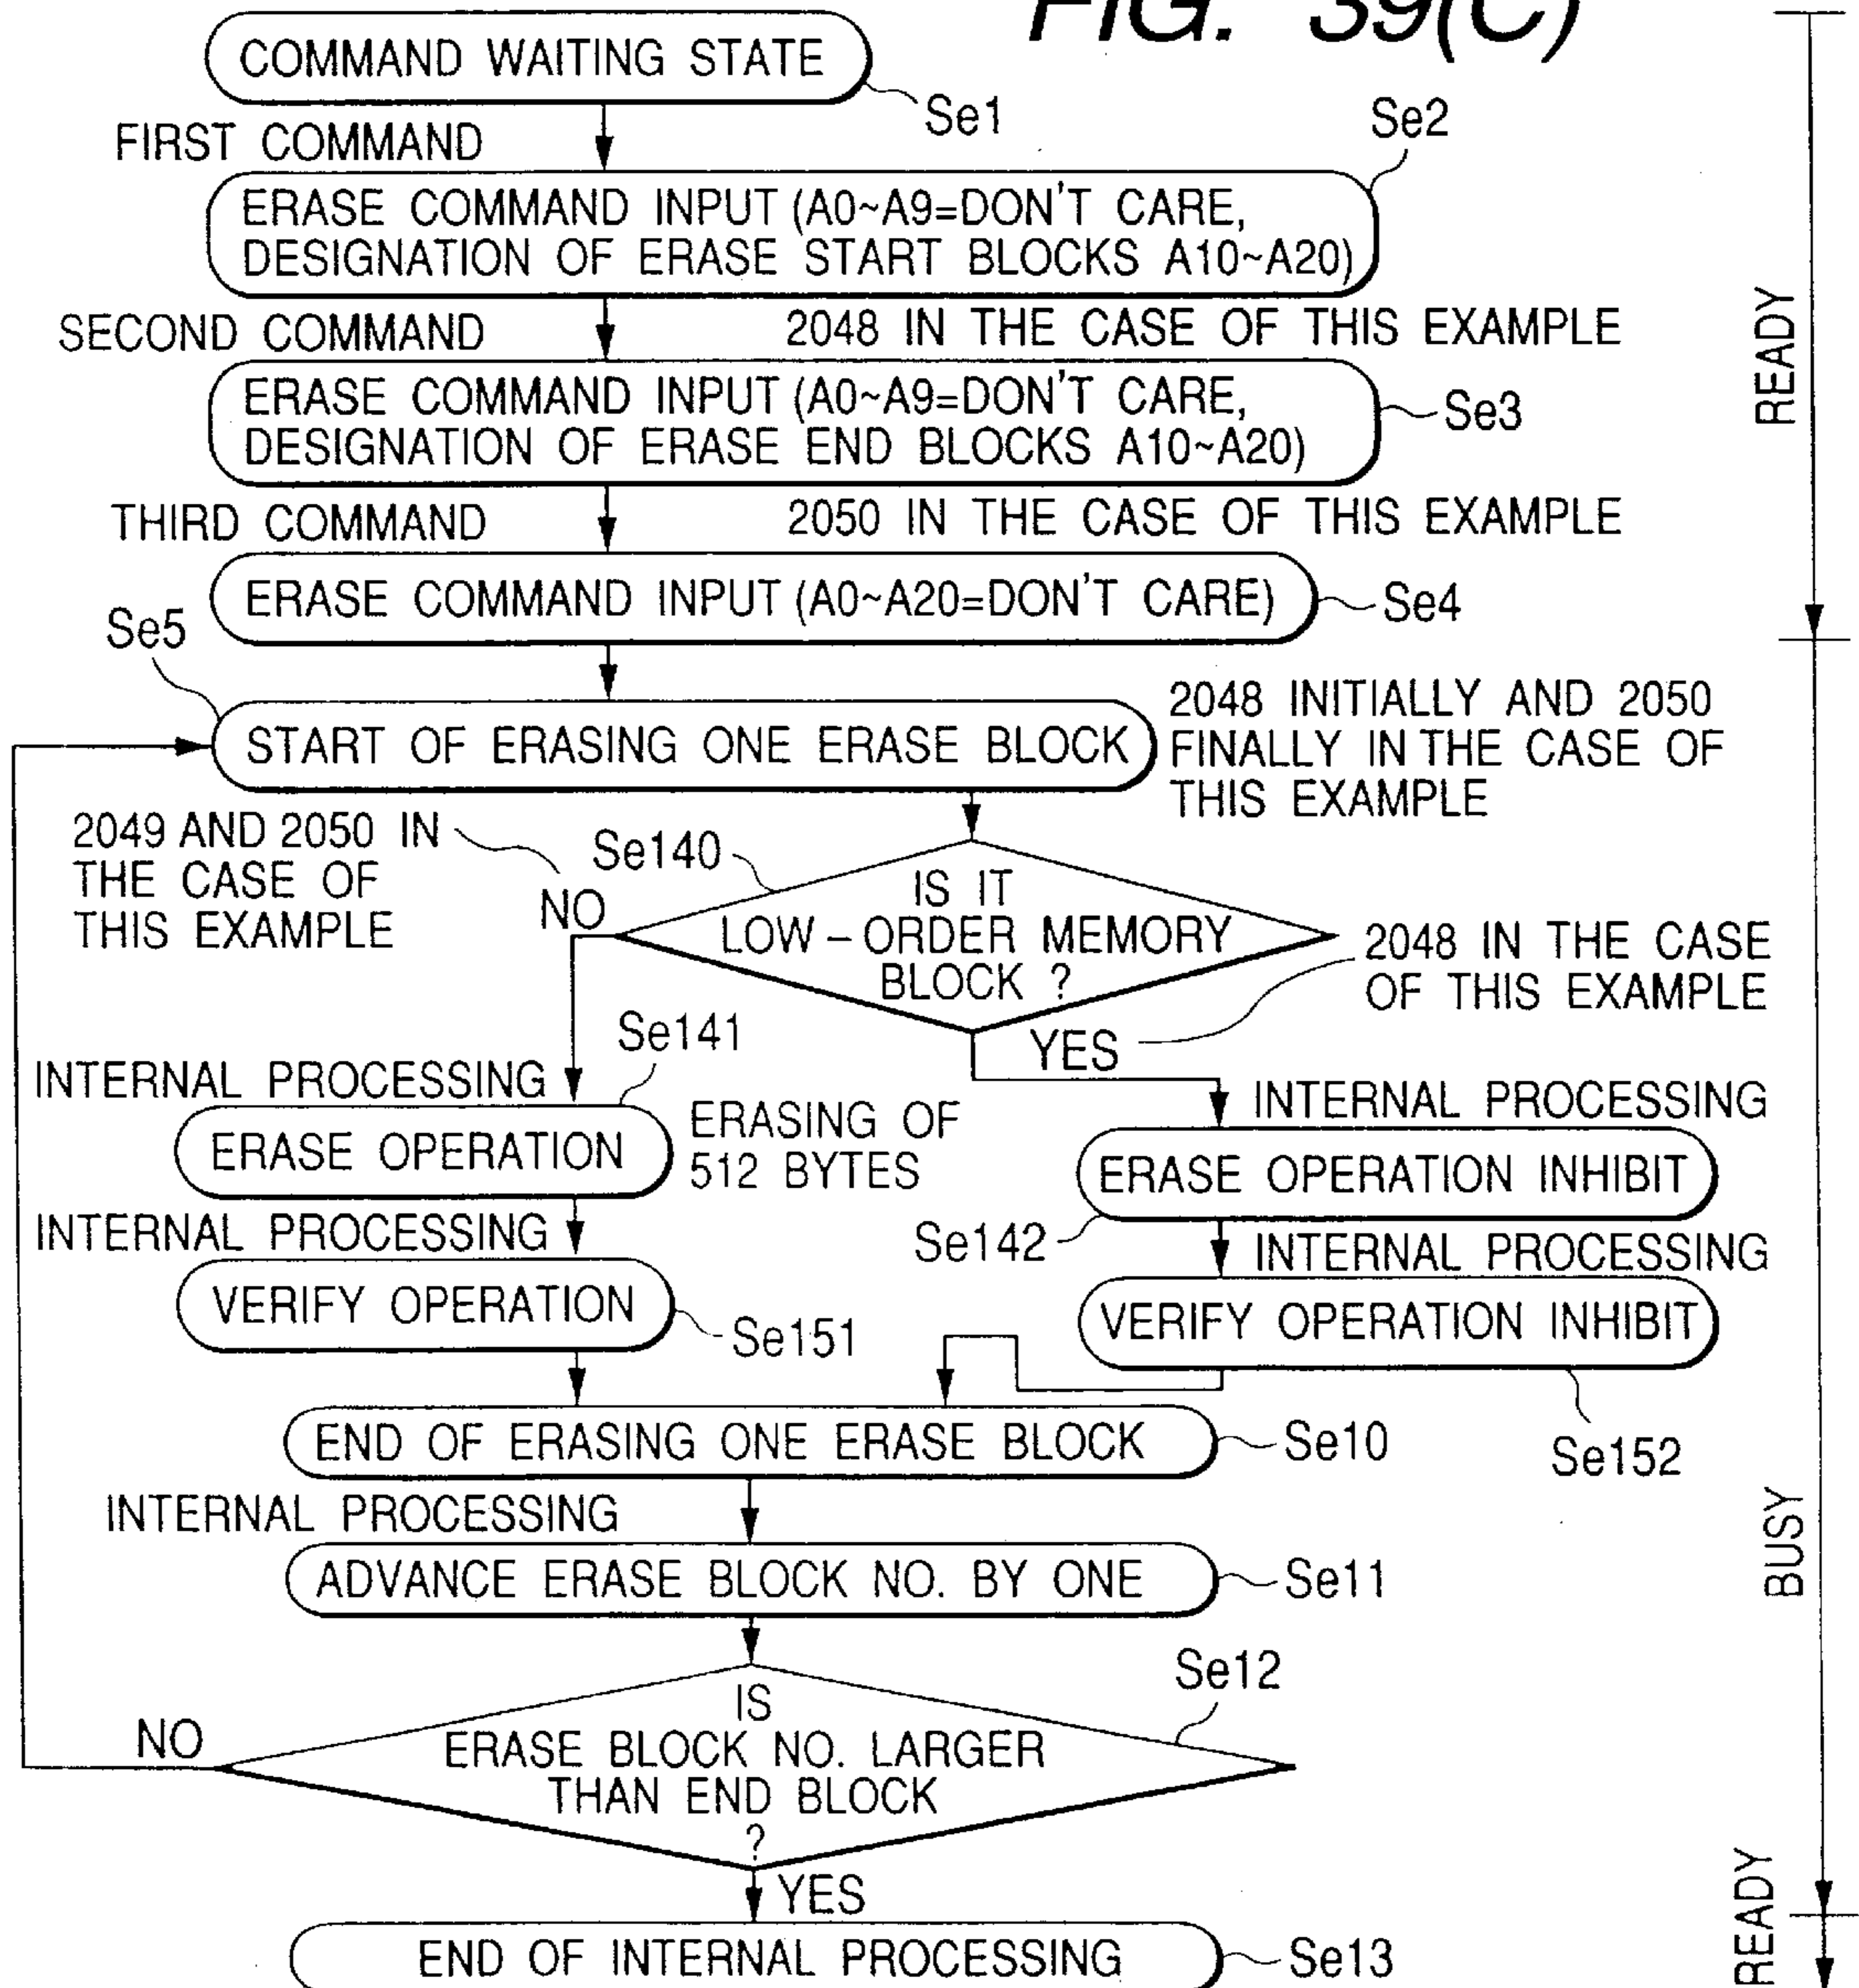 FIG. 39(C)
COMMAND WAITING STATE
Se1
FIRST COMMAND
Se2
ERASE COMMAND INPUT (A0~A9=DON'T CARE,
DESIGNATION OF ERASE START BLOCKS A10~A20)
SECOND COMMAND
2048 IN THE CASE OF THIS EXAMPLE
ERASE COMMAND INPUT (A0~A9=DON'T CARE,
DESIGNATION OF ERASE END BLOCKS A10~A20)
Se3
READY
THIRD COMMAND
2050 IN THE CASE OF THIS EXAMPLE
ERASE COMMAND INPUT (A0~A20=DON'T CARE)
Se4
Se5
START OF ERASING ONE ERASE BLOCK
2048 INITIALLY AND 2050
FINALLY IN THE CASE OF
THIS EXAMPLE
2049 AND 2050 IN
THE CASE OF
THIS EXAMPLE
Se140
NO
IS IT
LOW-ORDER MEMORY
BLOCK ?
2048 IN THE CASE
OF THIS EXAMPLE
YES
Se141
INTERNAL PROCESSING
ERASE OPERATION
ERASING OF
512 BYTES
INTERNAL PROCESSING
ERASE OPERATION INHIBIT
Se142
INTERNAL PROCESSING
VERIFY OPERATION
Se151
INTERNAL PROCESSING
VERIFY OPERATION INHIBIT
Se152
END OF ERASING ONE ERASE BLOCK
Se10
INTERNAL PROCESSING
ADVANCE ERASE BLOCK NO. BY ONE
Se11
BUSY
Se12
IS
ERASE BLOCK NO. LARGER
THAN END BLOCK
?
NO
YES
END OF INTERNAL PROCESSING
Se13
READY